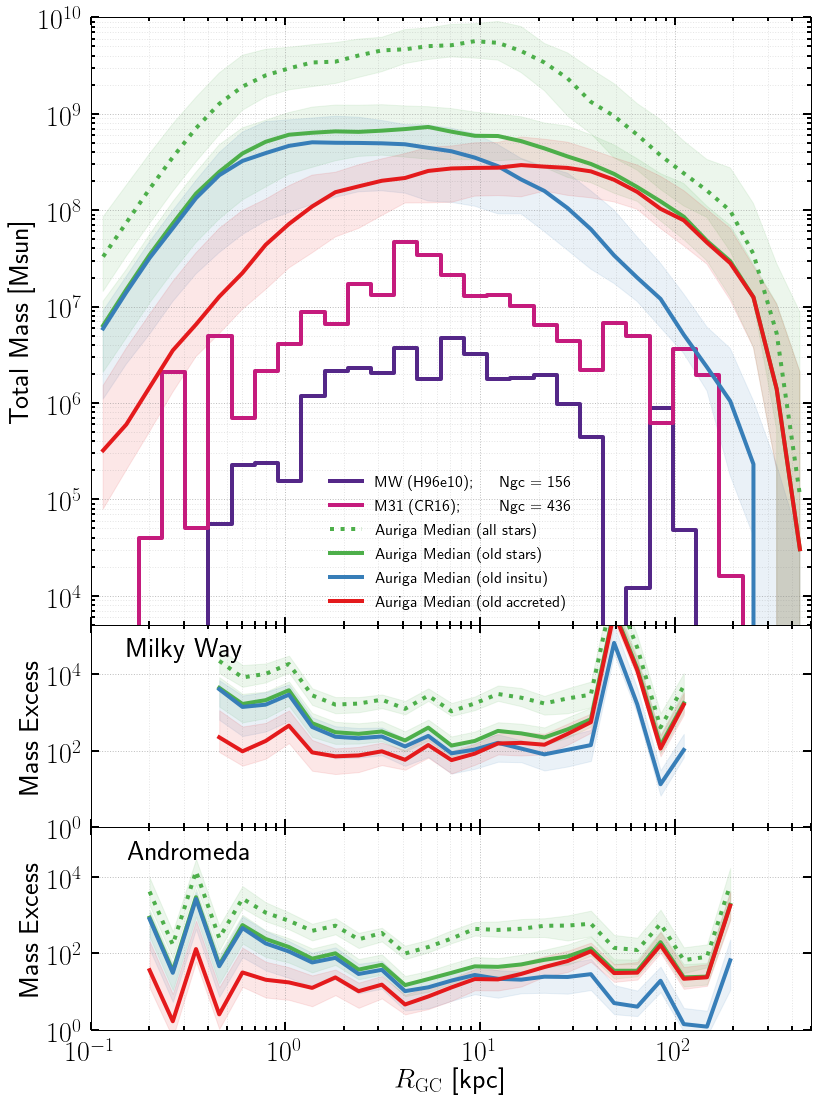 10^10
10^9
10^8
10^7
10^6
10^5
10^4
Total Mass [Msun]
MW (H96e10); Ngc = 156
M31 (CR16); Ngc = 436
Auriga Median (all stars)
Auriga Median (old stars)
Auriga Median (old insitu)
Auriga Median (old accreted)
Milky Way
10^4
10^2
10^0
Mass Excess
Andromeda
10^4
10^2
10^0
Mass Excess
10^-1 10^0 10^1 10^2
R_GC [kpc]